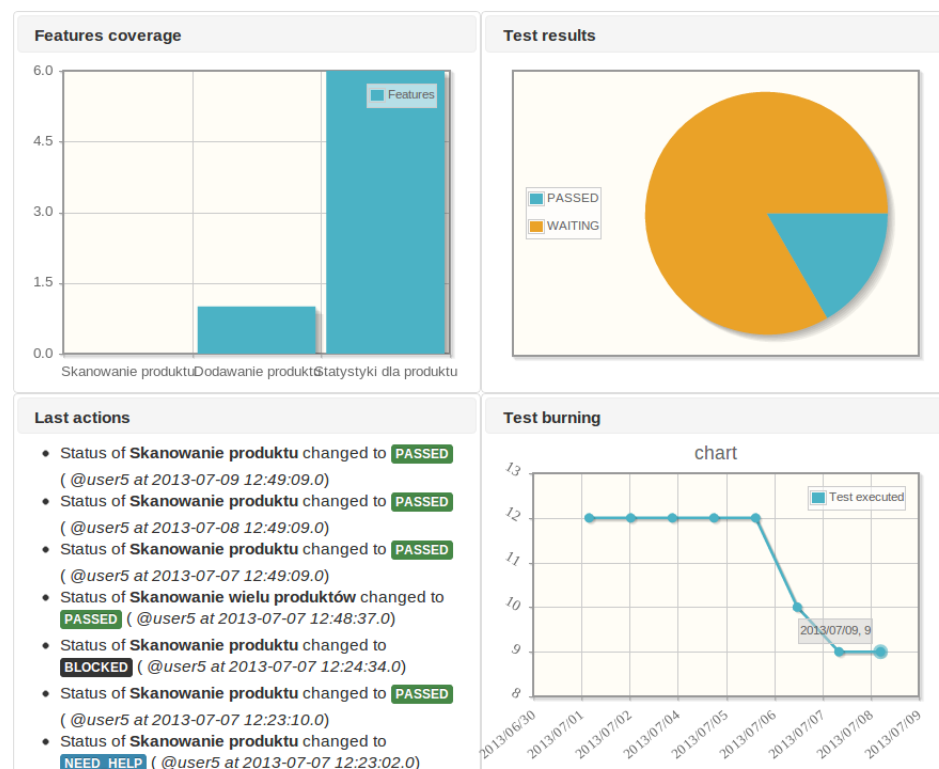 Features coverage
6.0
4.5
3.0
1.5
0.0
Features
Skanowanie produktu
Dodawanie produktu
Statystyki dla produktu
Test results
PASSED
WAITING
Last actions
Status of Skanowanie produktu changed to PASSED
( @user5 at 2013-07-09 12:49:09.0)
Status of Skanowanie produktu changed to PASSED
( @user5 at 2013-07-08 12:49:09.0)
Status of Skanowanie produktu changed to PASSED
( @user5 at 2013-07-07 12:49:09.0)
Status of Skanowanie wielu produktów changed to
PASSED ( @user5 at 2013-07-07 12:48:37.0)
Status of Skanowanie produktu changed to
BLOCKED ( @user5 at 2013-07-07 12:24:34.0)
Status of Skanowanie produktu changed to PASSED
( @user5 at 2013-07-07 12:23:10.0)
Status of Skanowanie produktu changed to
NEED HELP ( @user5 at 2013-07-07 12:23:02.0)
Test burning
chart
13
12
11
10
9
8
Test executed
2013/07/09, 9
2013/06/30
2013/07/01
2013/07/02
2013/07/04
2013/07/05
2013/07/06
2013/07/07
2013/07/08
2013/07/09